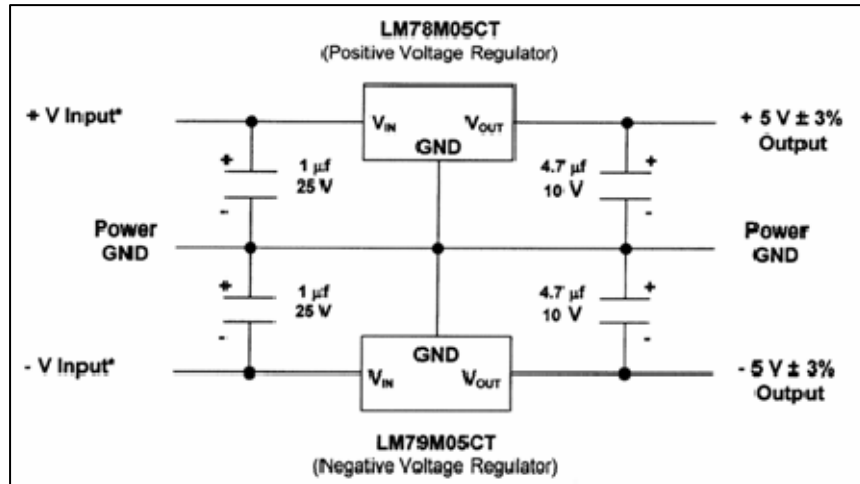 LM78M05CT
(Positive Voltage Regulator)
+ V Input*
VIN
VOUT
GND
+ 5 V ± 3%
Output
+
1 µf
25 V
-
4.7 µf
10 V
+
-
Power
GND
Power
GND
+
1 µf
25 V
-
4.7 µf
10 V
+
-
- V Input*
GND
VIN
VOUT
- 5 V ± 3%
Output
LM79M05CT
(Negative Voltage Regulator)